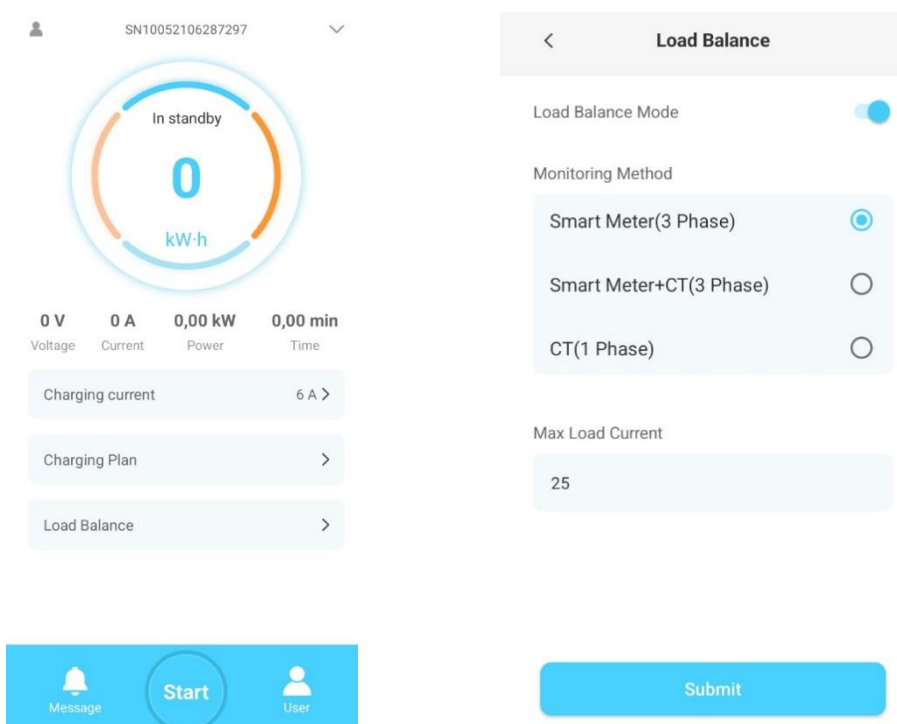 SN10052106287297
In standby
0
kW·h
0 V 0 A 0,00 kW 0,00 min
Voltage Current Power Time
Charging current 6 A
Charging Plan
Load Balance
Message Start User
Load Balance
Load Balance Mode
Monitoring Method
Smart Meter(3 Phase)
Smart Meter+CT(3 Phase)
CT(1 Phase)
Max Load Current
25
Submit